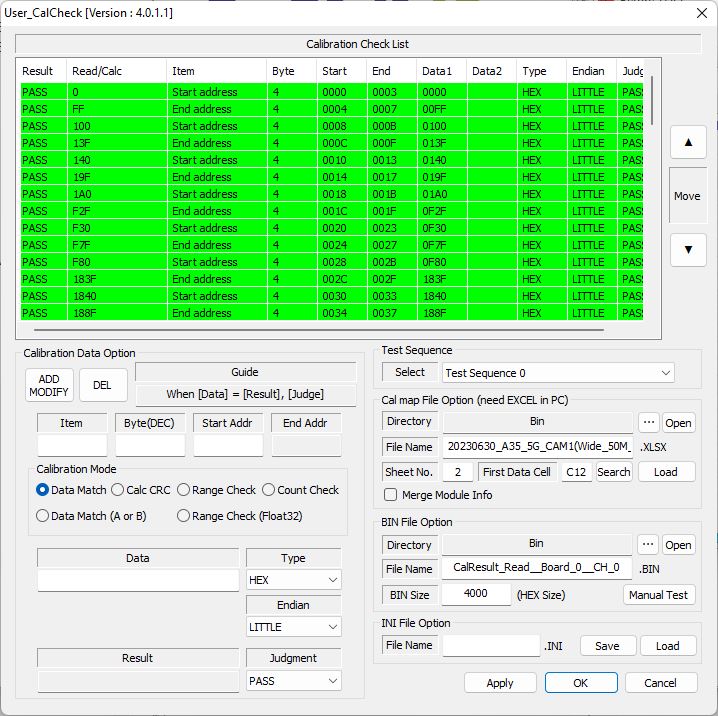 User_CalCheck [Version : 4.0.1.1]
Calibration Check List
Result Read/Calc Item Byte Start End Data1 Data2 Type Endian Judg
PASS 0 Start address 4 0000 0003 0000 HEX LITTLE PAS
PASS FF End address 4 0004 0007 00FF HEX LITTLE PAS
PASS 100 Start address 4 0008 000B 0100 HEX LITTLE PAS
PASS 13F End address 4 000C 000F 013F HEX LITTLE PAS
PASS 140 Start address 4 0010 0013 0140 HEX LITTLE PAS
PASS 19F End address 4 0014 0017 019F HEX LITTLE PAS
PASS 1A0 Start address 4 0018 001B 01A0 HEX LITTLE PAS
PASS F2F End address 4 001C 001F 0F2F HEX LITTLE PAS
PASS F30 Start address 4 0020 0023 0F30 HEX LITTLE PAS
PASS F7F End address 4 0024 0027 0F7F HEX LITTLE PAS
PASS F80 Start address 4 0028 002B 0F80 HEX LITTLE PAS
PASS 183F End address 4 002C 002F 183F HEX LITTLE PAS
PASS 1840 Start address 4 0030 0033 1840 HEX LITTLE PAS
PASS 188F End address 4 0034 0037 188F HEX LITTLE PAS
▲
Move
▼
Calibration Data Option
ADD MODIFY
DEL
Guide
When [Data] = [Result], [Judge]
Item Byte(DEC) Start Addr End Addr
Calibration Mode
Data Match Calc CRC Range Check Count Check
Data Match (A or B) Range Check (Float32)
Data Type
HEX
Endian
LITTLE
Result Judgment
PASS
Test Sequence
Select Test Sequence 0
Cal map File Option (need EXCEL in PC)
Directory Bin ... Open
File Name 20230630_A35_5G_CAM1(Wide_50M_ .XLSX
Sheet No. 2 First Data Cell C12 Search Load
Merge Module Info
BIN File Option
Directory Bin ... Open
File Name CalResult_Read__Board_0__CH_0 .BIN
BIN Size 4000 (HEX Size) Manual Test
INI File Option
File Name .INI Save Load
Apply OK Cancel